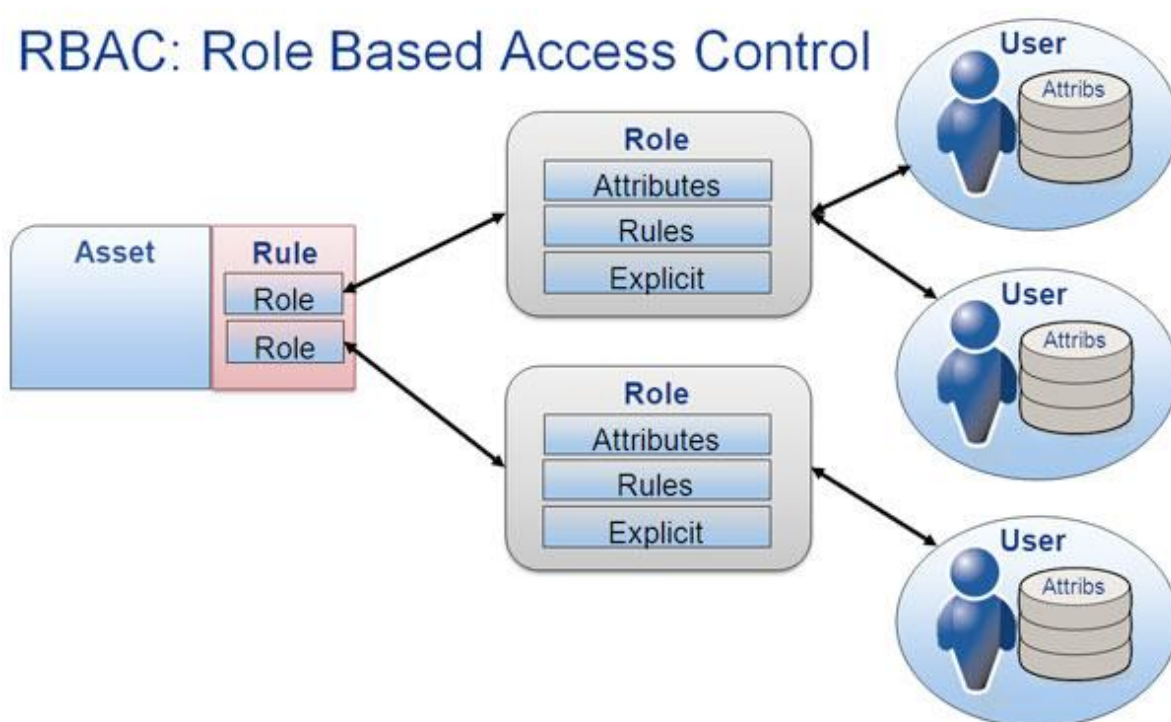 RBAC: Role Based Access Control
Asset
Rule
Role
Role
Role
Attributes
Rules
Explicit
Role
Attributes
Rules
Explicit
User
Attribs
User
Attribs
User
Attribs